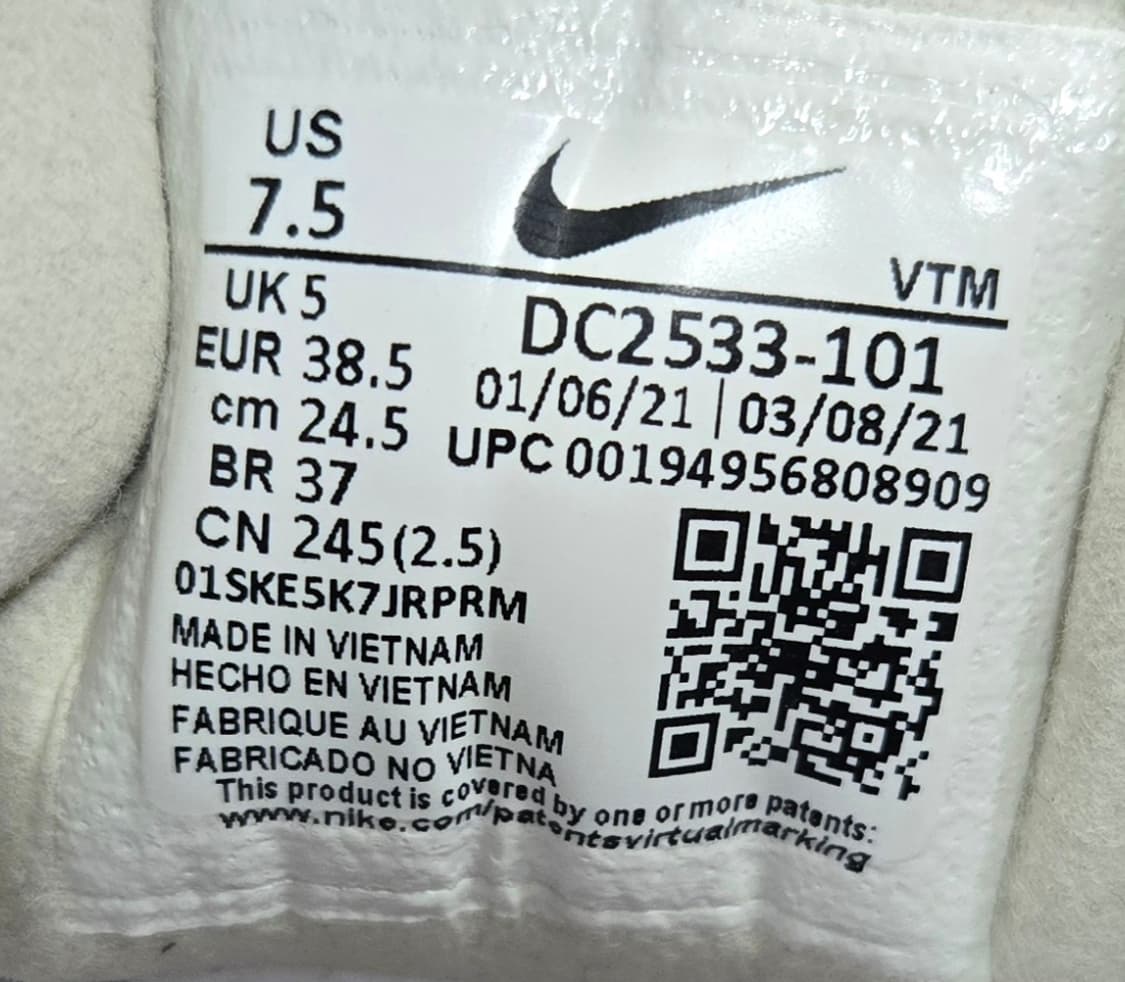 US
7.5
VTM
UK 5
EUR 38.5
cm 24.5
BR 37
CN 245(2.5)
DC2533-101
01/06/21 | 03/08/21
UPC 00194956808909
01SKE5K7JRPRM
MADE IN VIETNAM
HECHO EN VIETNAM
FABRIQUE AU VIETNAM
FABRICADO NO VIETNA
This product is covered by one or more patents:
www.nike.com/patentsvirtualmarking